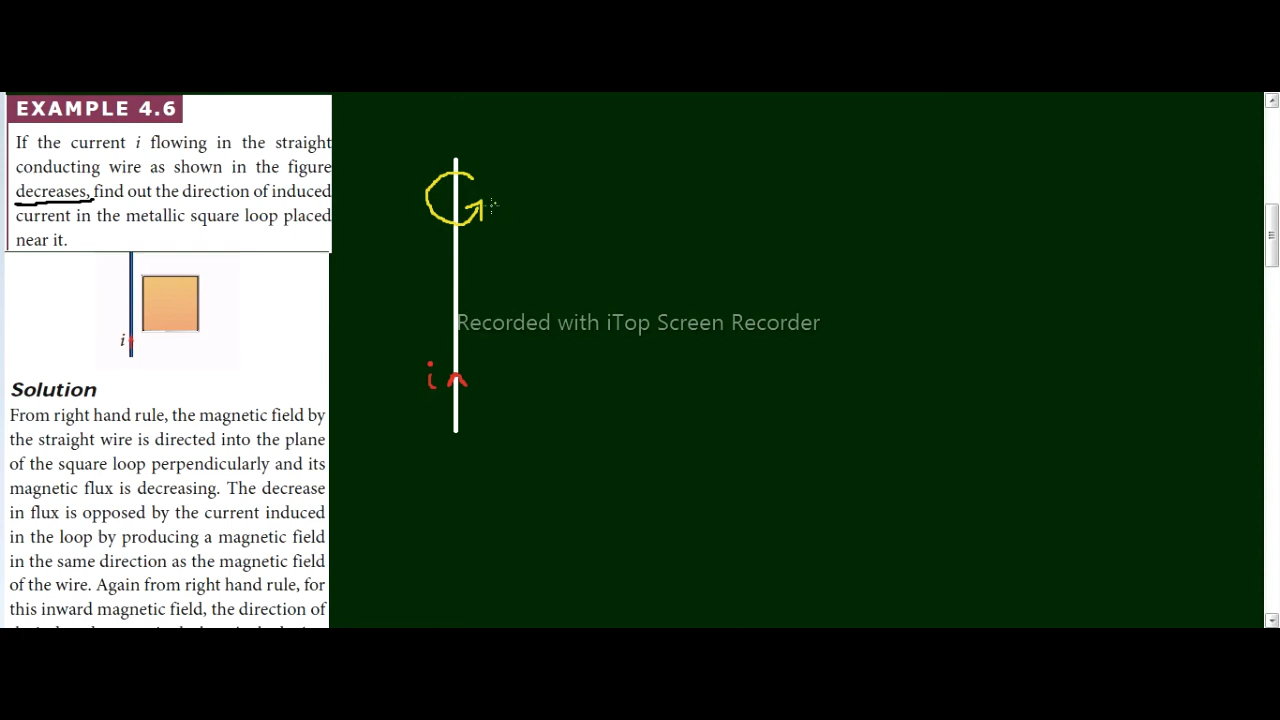 EXAMPLE 4.6
If the current i flowing in the straight
conducting wire as shown in the figure
decreases, find out the direction of induced
current in the metallic square loop placed
near it.
i
Solution
From right hand rule, the magnetic field by
the straight wire is directed into the plane
of the square loop perpendicularly and its
magnetic flux is decreasing. The decrease
in flux is opposed by the current induced
in the loop by producing a magnetic field
in the same direction as the magnetic field
of the wire. Again from right hand rule, for
this inward magnetic field, the direction of
Recorded with iTop Screen Recorder
i